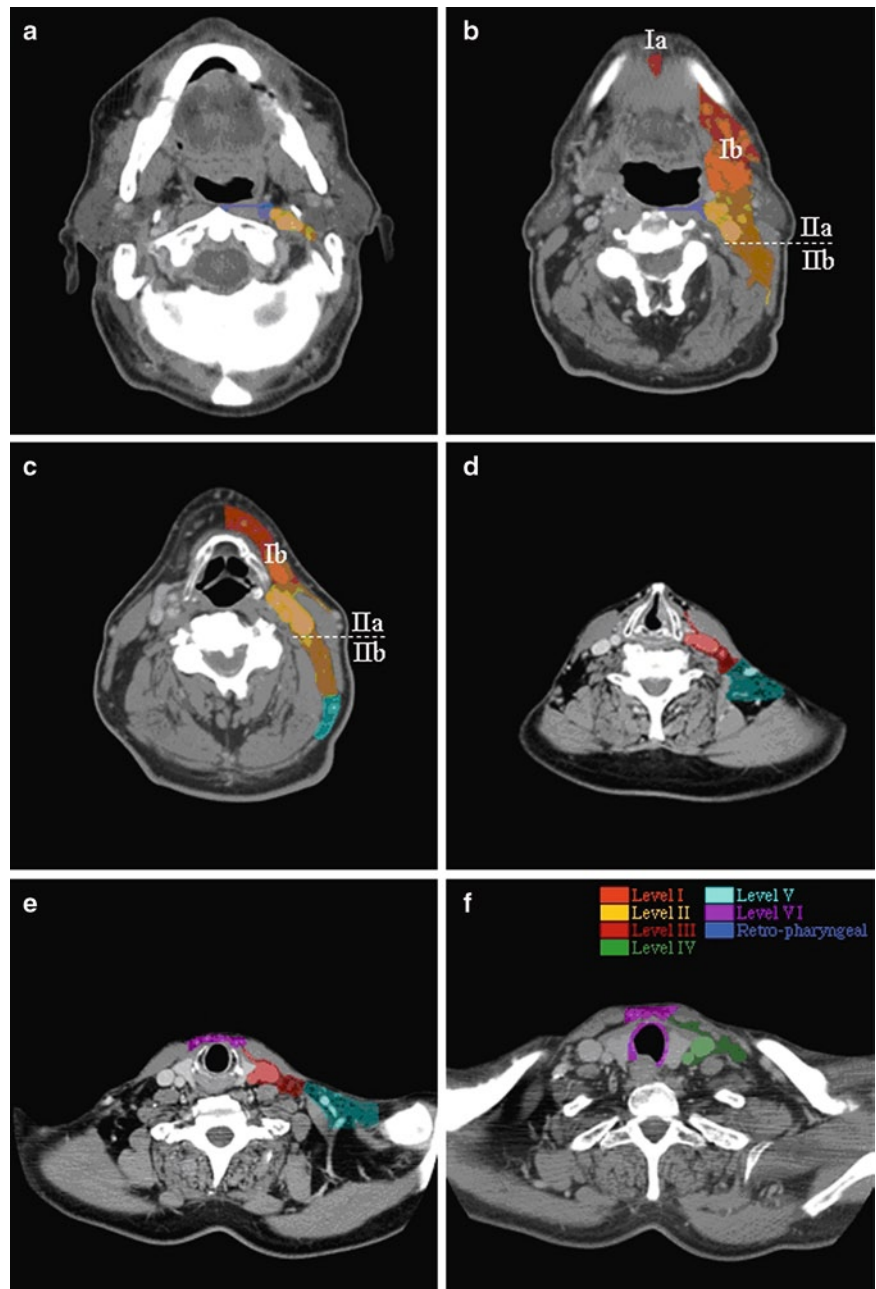 a
b
Ia
Ib
IIa
IIb
c
Ib
IIa
IIb
d
e
f
Level I
Level II
Level III
Level IV
Level V
Level VI
Retro-pharyngeal